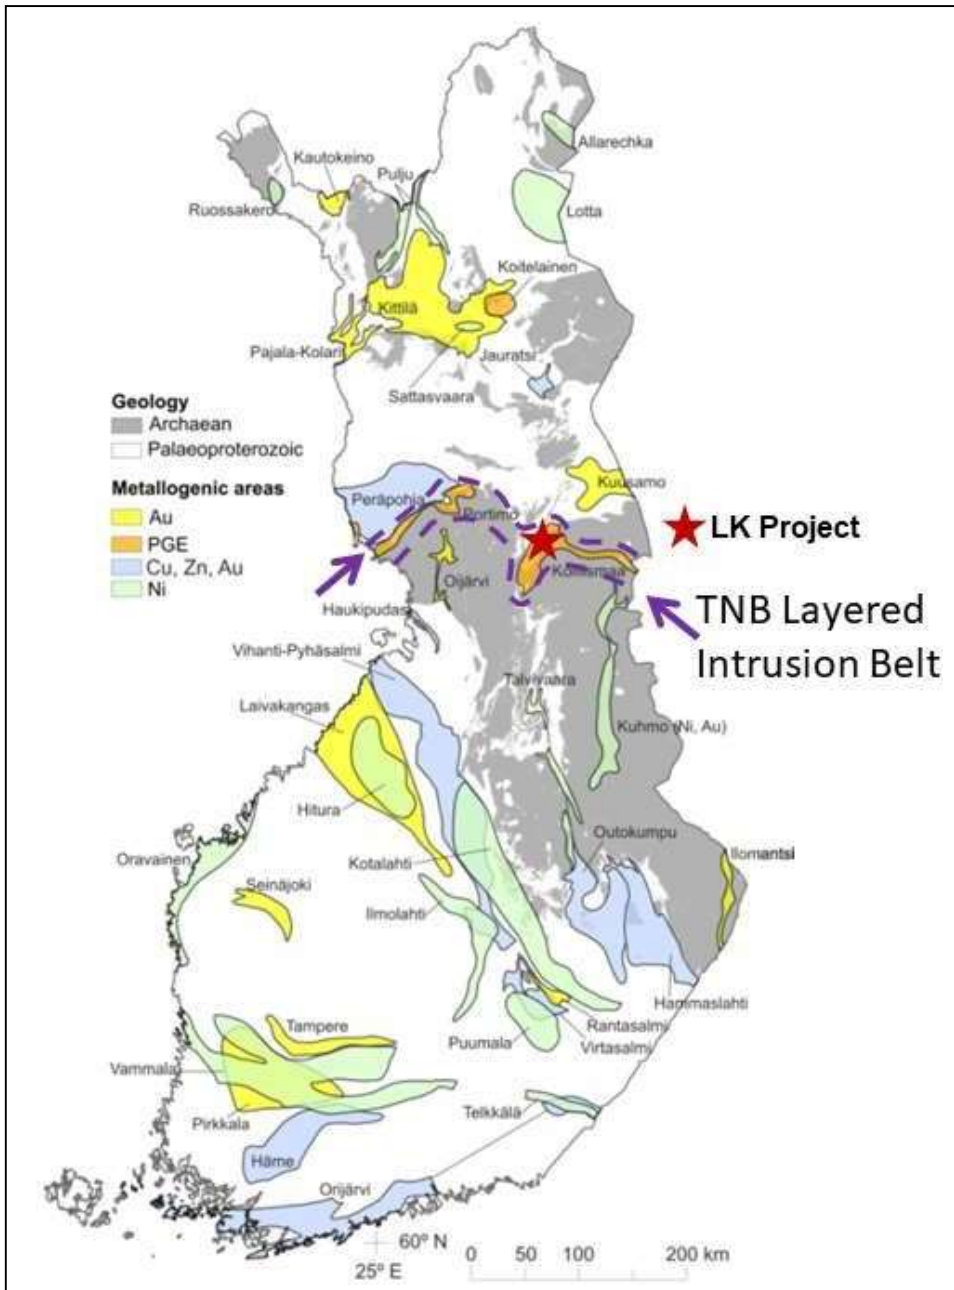 Allarechka
Kautokeino
Pulju
Ruossakero
Lotta
Koitelainen
Kittilä
Pajala-Kolari
Jauratsi
Sattasvaara
Geology
Archaean
Palaeoproterozoic
Metallogenic areas
Au
PGE
Cu, Zn, Au
Ni
Kuusamo
Peräpohja
Portimo
LK Project
Koillismaa
Oijärvi
Haukipudas
TNB Layered
Intrusion Belt
Vihanti-Pyhäsalmi
Talvivaara
Laivakangas
Kuhmo (Ni, Au)
Hitura
Outokumpu
Oravainen
Kotalahti
Ilomantsi
Seinäjoki
Ilmolahti
Hammaslahti
Tampere
Rantasalmi
Puumala
Virtasalmi
Vammala
Telkkälä
Pirkkala
Häme
Orijärvi
60° N
25° E
0 50 100 200 km